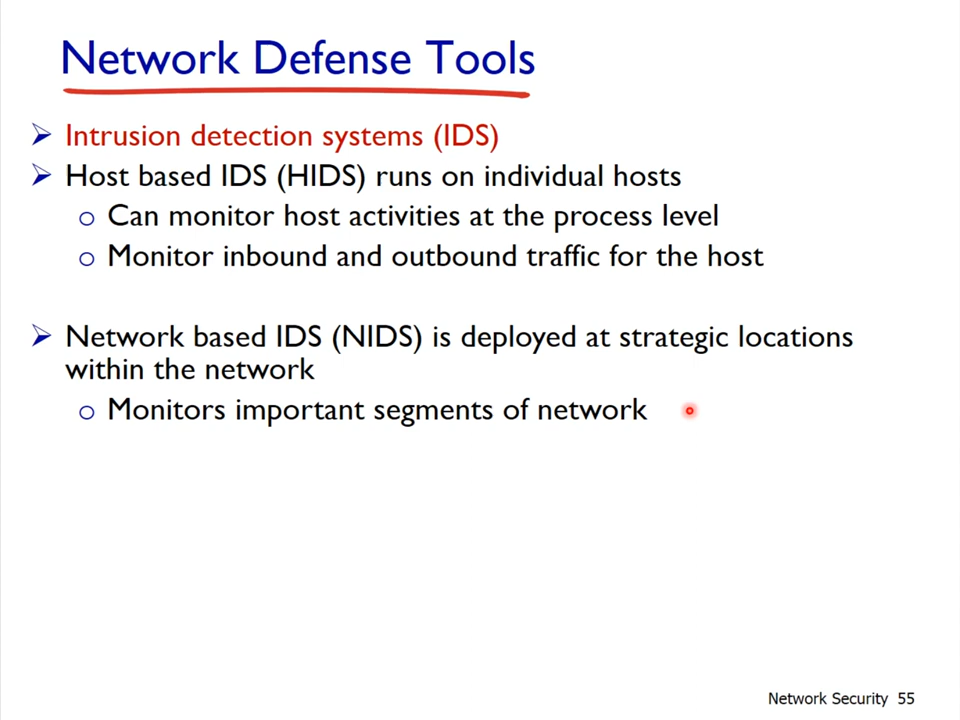 Network Defense Tools
Intrusion detection systems (IDS)
Host based IDS (HIDS) runs on individual hosts
Can monitor host activities at the process level
Monitor inbound and outbound traffic for the host
Network based IDS (NIDS) is deployed at strategic locations
within the network
Monitors important segments of network
Network Security 55